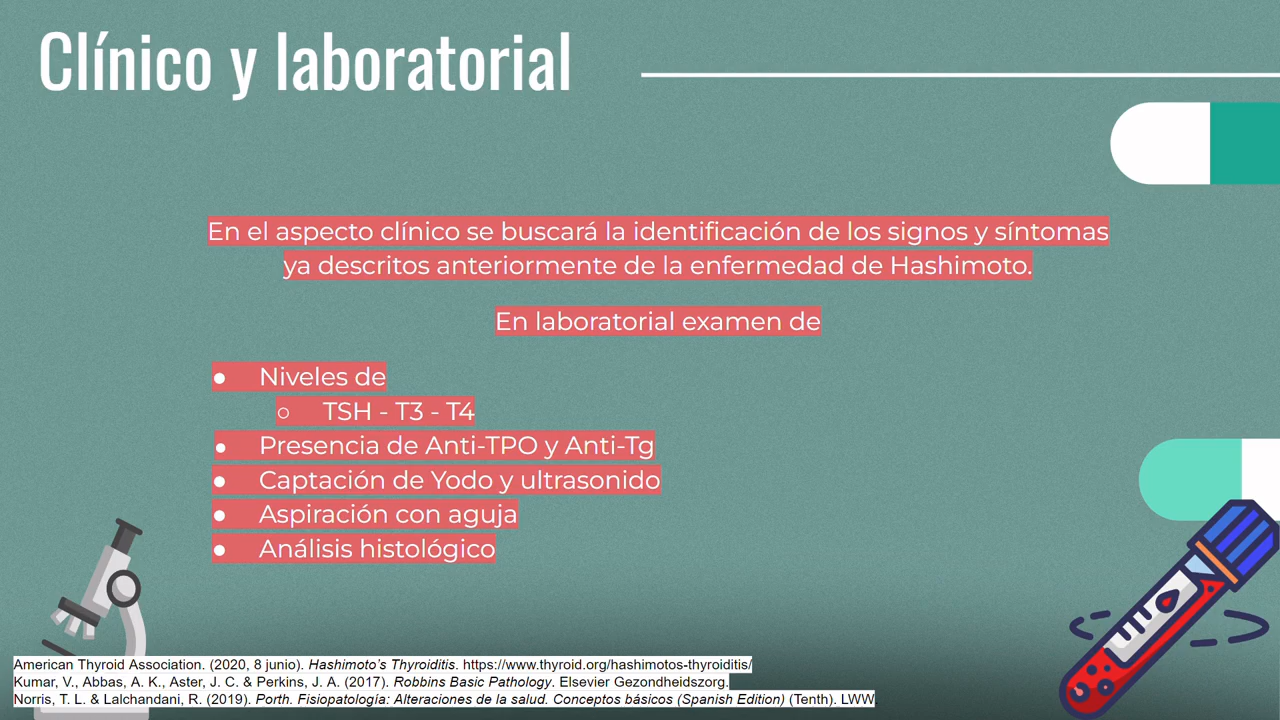 Clínico y laboratorial
En el aspecto clínico se buscará la identificación de los signos y síntomas
ya descritos anteriormente de la enfermedad de Hashimoto.
En laboratorial examen de
● Niveles de
○ TSH - T3 - T4
● Presencia de Anti-TPO y Anti-Tg
● Captación de Yodo y ultrasonido
● Aspiración con aguja
● Análisis histológico
American Thyroid Association. (2020, 8 junio). Hashimoto’s Thyroiditis. https://www.thyroid.org/hashimotos-thyroiditis/
Kumar, V., Abbas, A. K., Aster, J. C. & Perkins, J. A. (2017). Robbins Basic Pathology. Elsevier Gezondheidszorg.
Norris, T. L. & Lalchandani, R. (2019). Porth. Fisiopatología: Alteraciones de la salud. Conceptos básicos (Spanish Edition) (Tenth). LWW.